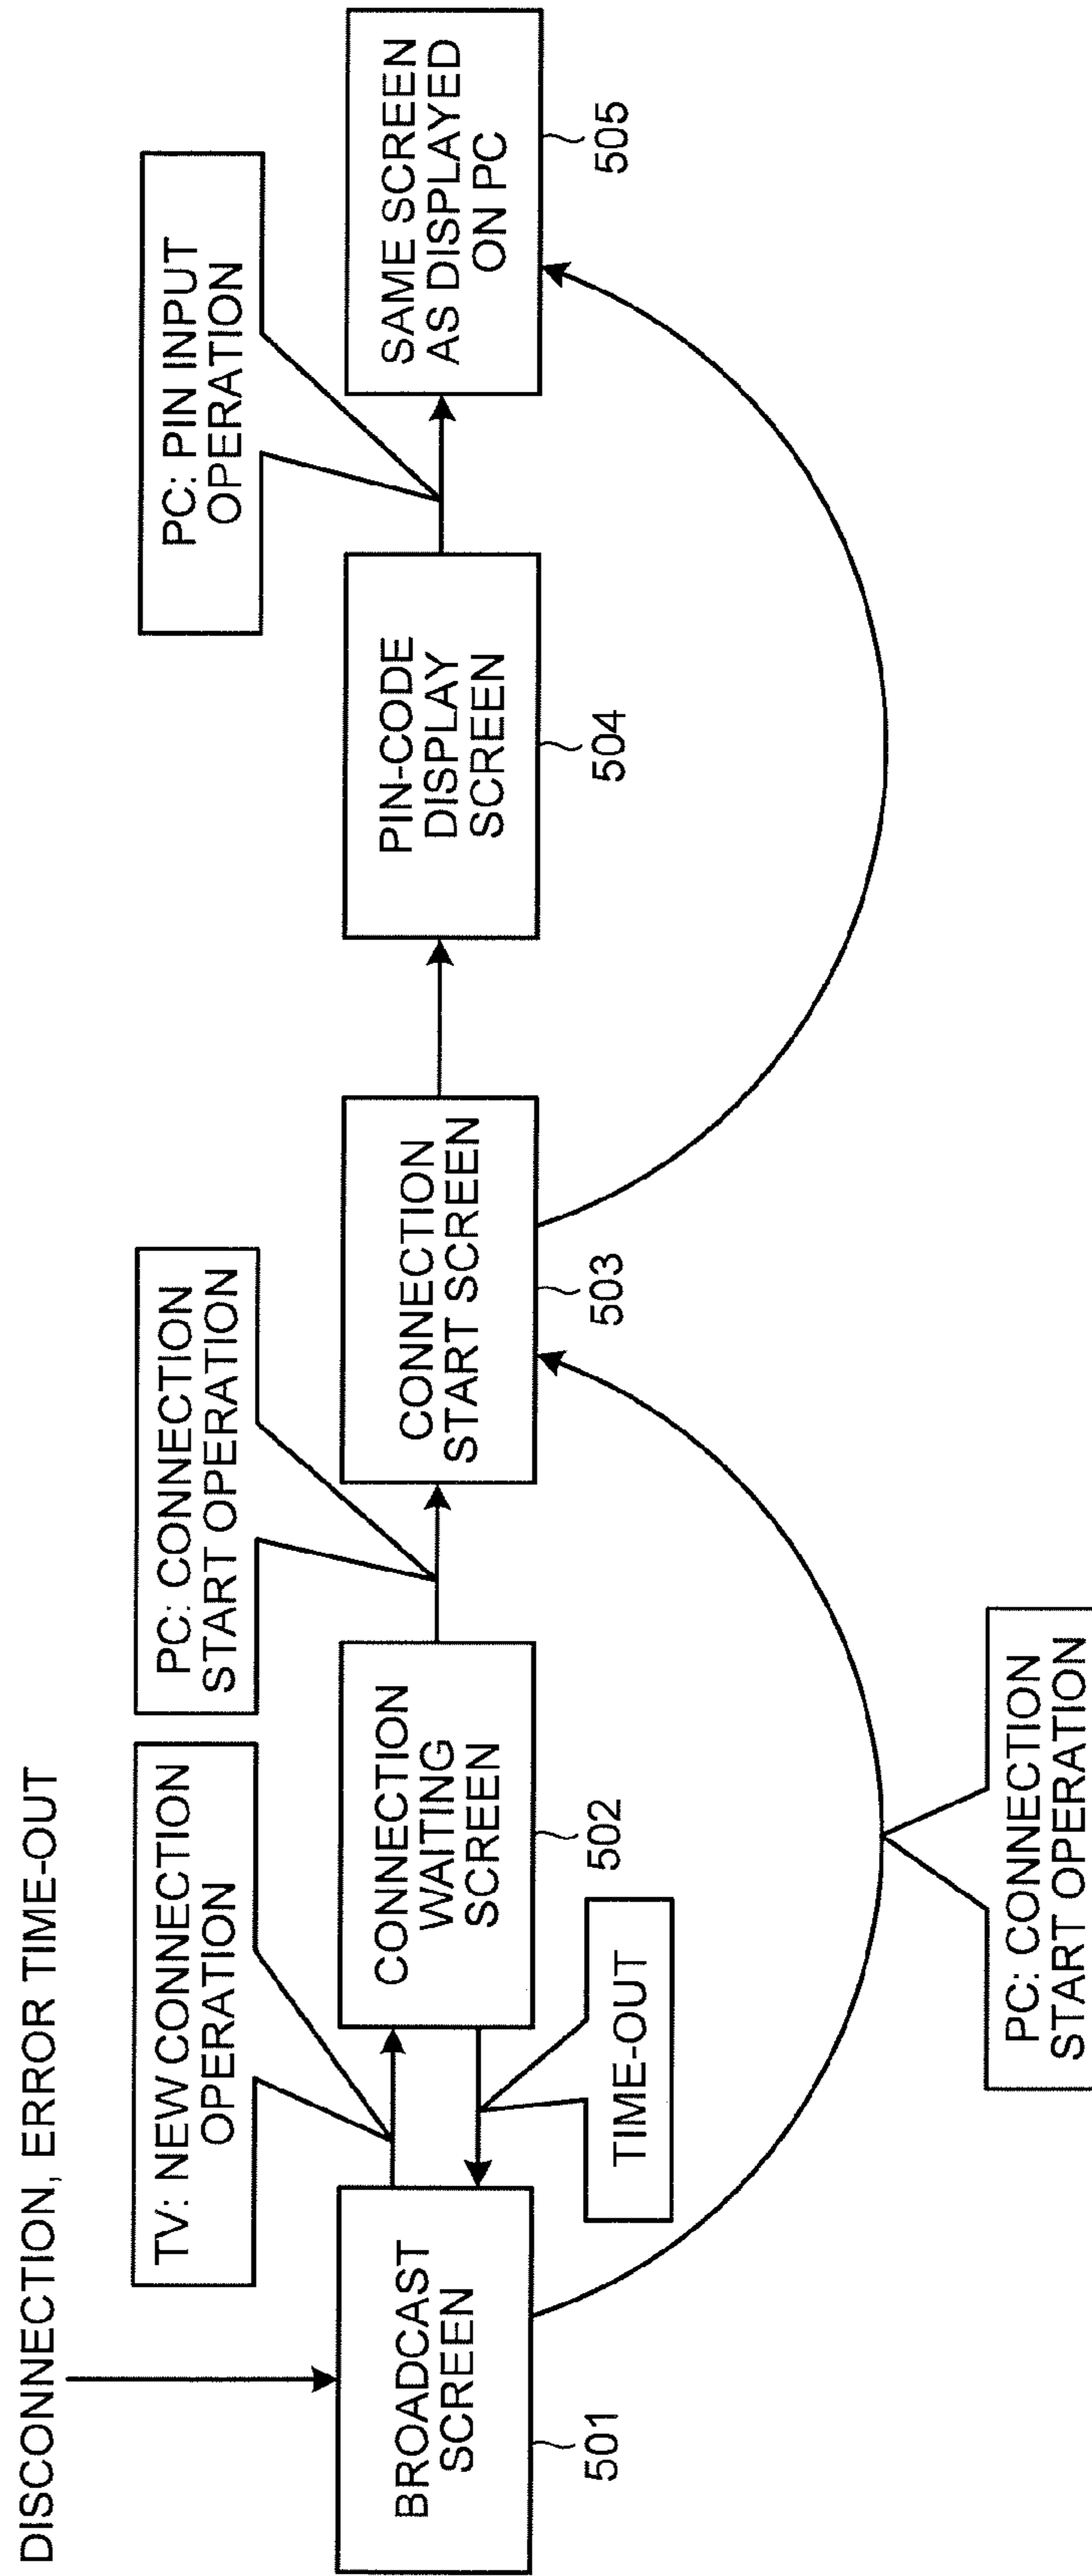 DISCONNECTION, ERROR TIME-OUT
TV: NEW CONNECTION
OPERATION
PC: CONNECTION
START OPERATION
PC: PIN INPUT
OPERATION
BROADCAST
SCREEN
501
CONNECTION
WAITING
SCREEN
502
CONNECTION
START SCREEN
503
PIN-CODE
DISPLAY
SCREEN
504
SAME SCREEN
AS DISPLAYED
ON PC
505
TIME-OUT
PC: CONNECTION
START OPERATION